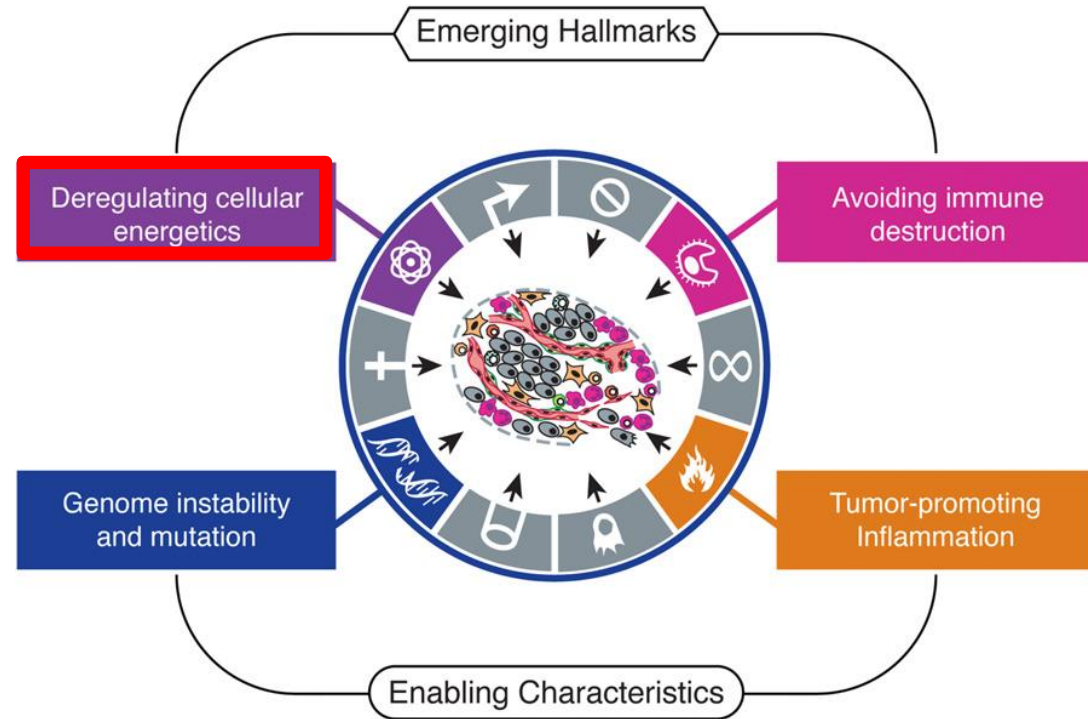 Emerging Hallmarks
Deregulating cellular
energetics
Avoiding immune
destruction
Genome instability
and mutation
Tumor-promoting
Inflammation
Enabling Characteristics